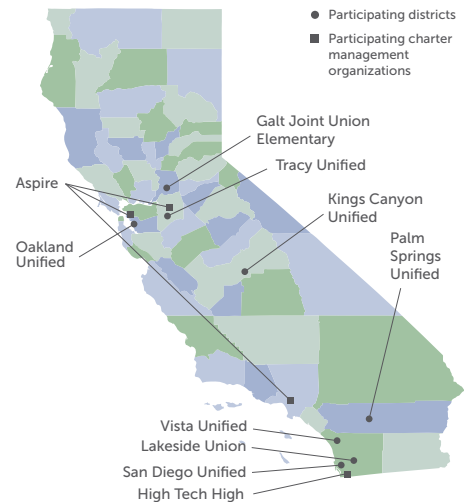 Participating districts
Participating charter
management
organizations
Galt Joint Union
Elementary
Tracy Unified
Aspire
Kings Canyon
Unified
Palm
Springs
Unified
Oakland
Unified
Vista Unified
Lakeside Union
San Diego Unified
High Tech High